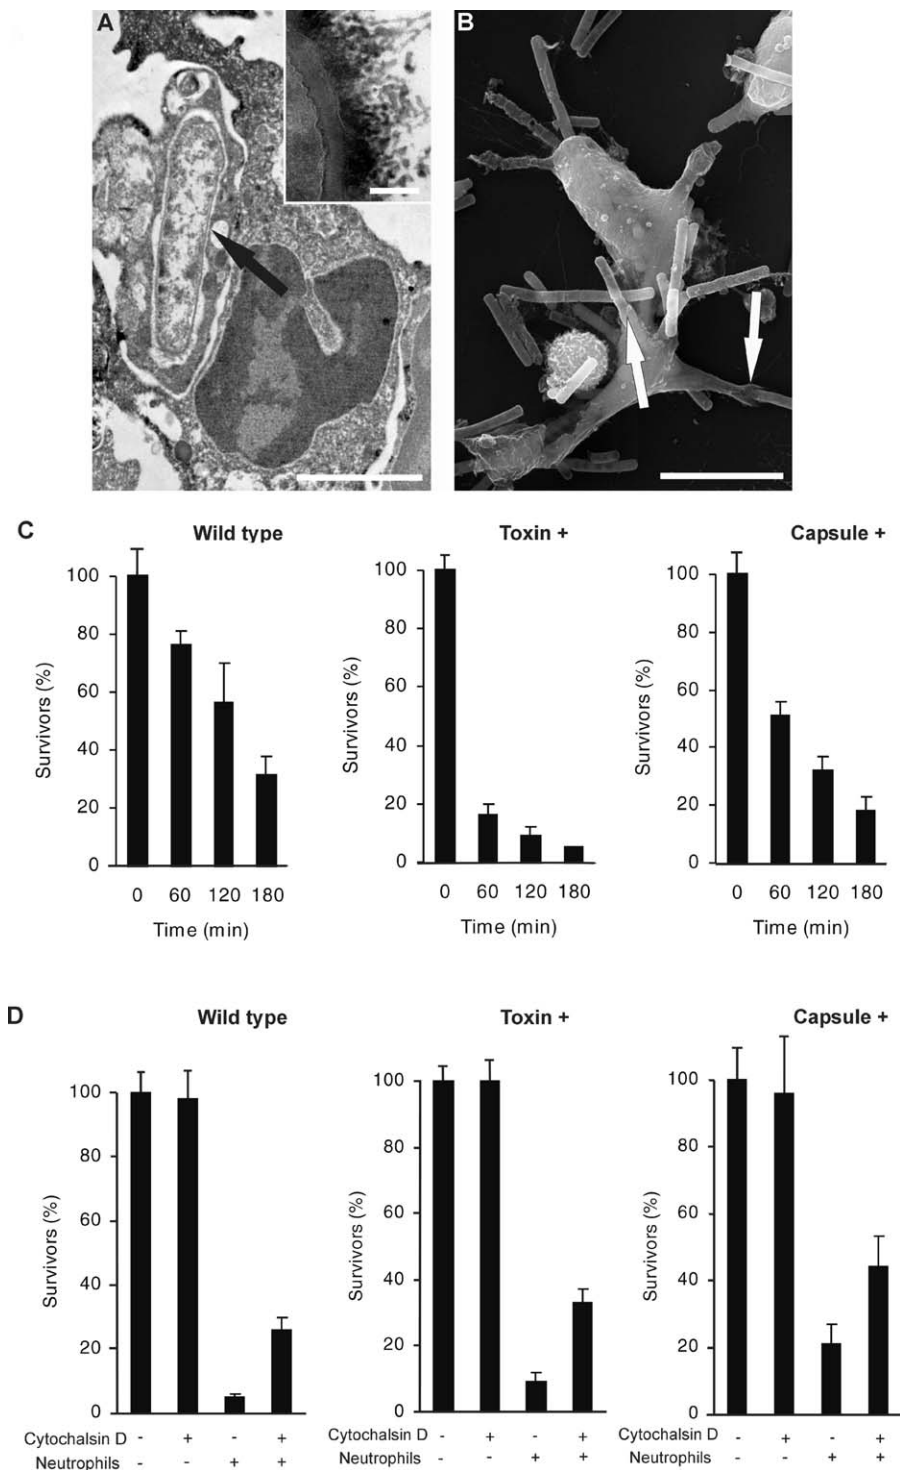 A B
C Wild type Toxin + Capsule +
100 100 100
80 80 80
60 60 60
40 40 40
20 20 20
0 0 0
Survivors (%) Survivors (%) Survivors (%)
0 60 120 180 0 60 120 180 0 60 120 180
Time (min) Time (min) Time (min)
D Wild type Toxin + Capsule +
100 100 100
80 80 80
60 60 60
40 40 40
20 20 20
0 0 0
Survivors (%) Survivors (%) Survivors (%)
Cytochalsin D - + - + Cytochalsin D - + - + Cytochalsin D - + - +
Neutrophils - - + + Neutrophils - - + + Neutrophils - - + +